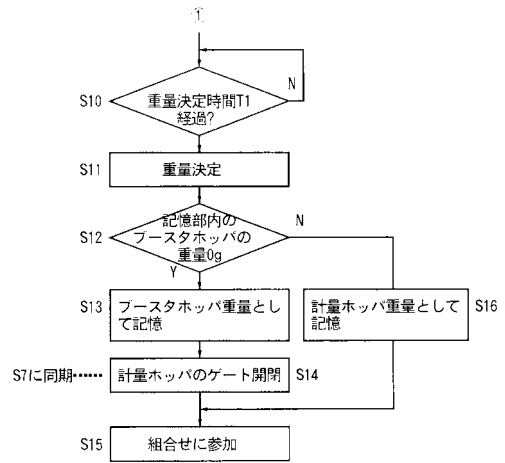 ①
N
S10
重量決定時間T1
経過?
S11
重量決定
N
S12
記憶部内の
ブースタホッパの
重量0g
Y
S13
ブースタホッパ重量とし
て記憶
計量ホッパ重量として
記憶
S16
S7に同期
計量ホッパのゲート開閉
S14
S15
組合せに参加